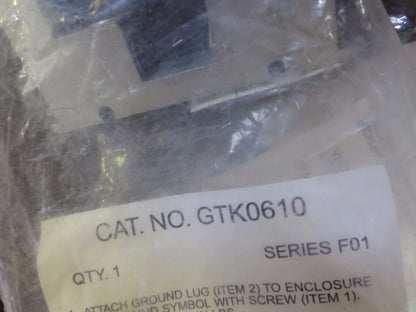 CAT. NO. GTK0610
SERIES F01
QTY. 1
ATTACH GROUND LUG (ITEM 2) TO ENCLOSURE
SYMBOL WITH SCREW (ITEM 1).